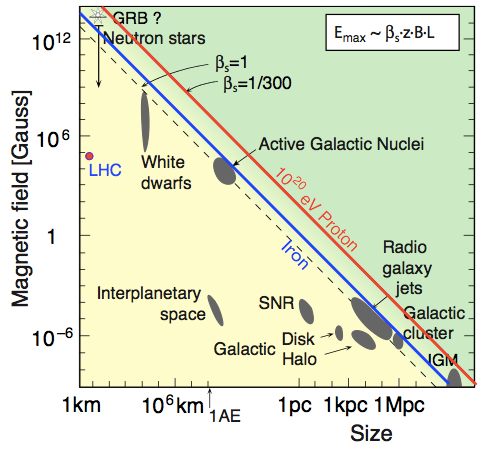 GRB ?
Neutron stars
E_max ~ β_s·z·B·L
10^12
β_s=1
β_s=1/300
10^6
Active Galactic Nuclei
LHC
White
dwarfs
10^20 eV Proton
Magnetic field [Gauss]
1
Iron
Radio
galaxy
jets
Interplanetary
space
SNR
Galactic
cluster
10^-6
Galactic
Disk
Halo
IGM
1km
10^6 km
1AE
1pc
1kpc
1Mpc
Size